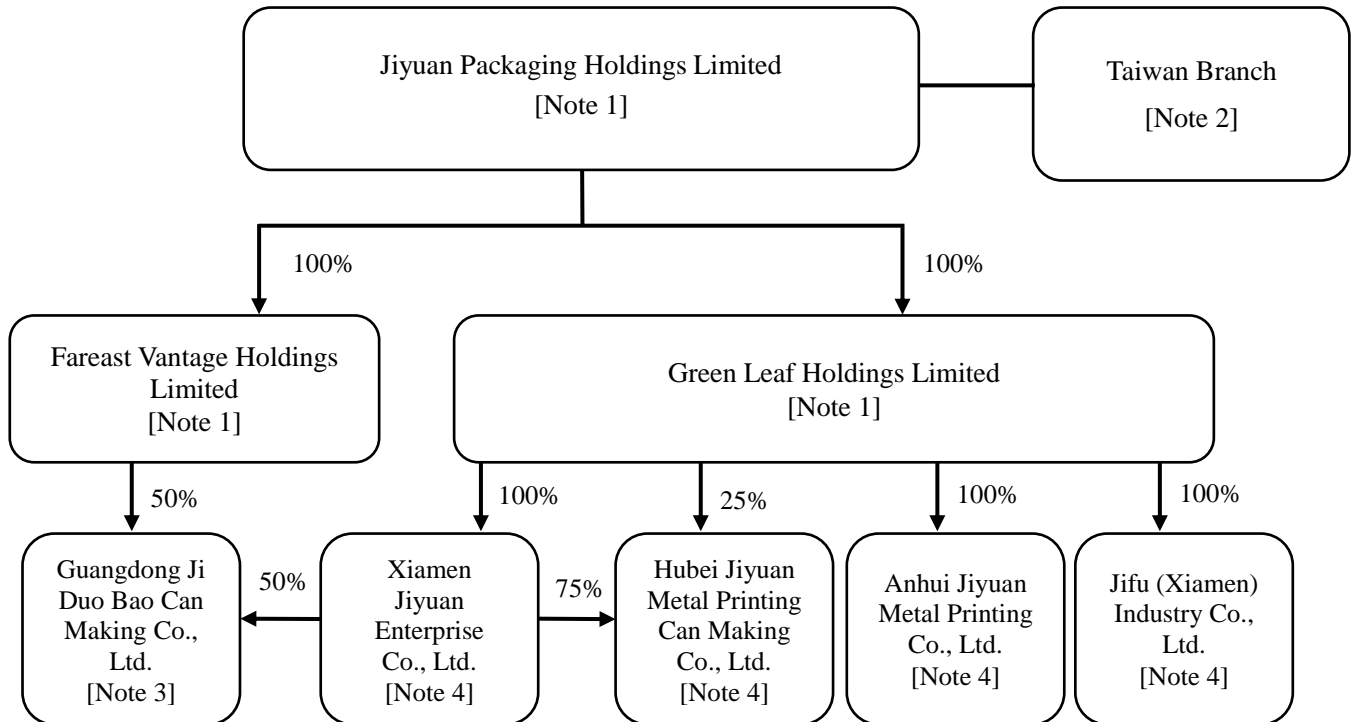 Jiyuan Packaging Holdings Limited
[Note 1]
Taiwan Branch
[Note 2]
100%
100%
Fareast Vantage Holdings
Limited
[Note 1]
Green Leaf Holdings Limited
[Note 1]
50%
100%
25%
100%
100%
Guangdong Ji
Duo Bao Can
Making Co.,
Ltd.
[Note 3]
50%
Xiamen
Jiyuan
Enterprise
Co., Ltd.
[Note 4]
75%
Hubei Jiyuan
Metal Printing
Can Making
Co., Ltd.
[Note 4]
Anhui Jiyuan
Metal Printing
Co., Ltd.
[Note 4]
Jifu (Xiamen)
Industry Co.,
Ltd.
[Note 4]